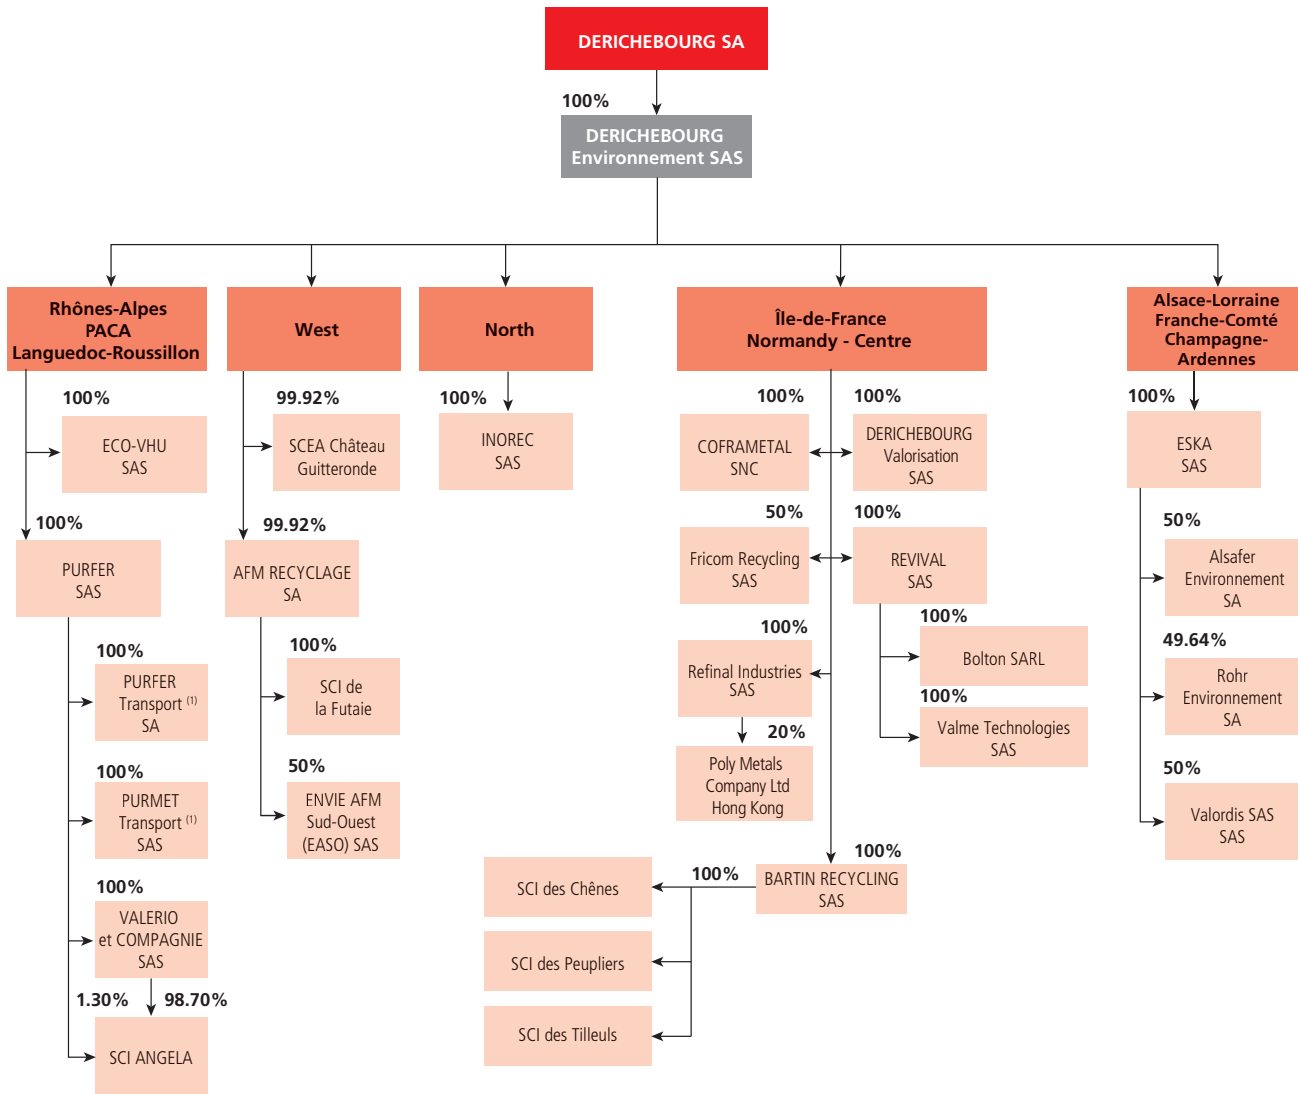 DERICHEBOURG SA
100%
DERICHEBOURG
Environnement SAS
Rhônes-Alpes
PACA
Languedoc-Roussillon
100%
ECO-VHU
SAS
100%
PURFER
SAS
100%
PURFER
Transport (1)
SA
100%
PURMET
Transport (1)
SAS
100%
VALERIO
et COMPAGNIE
SAS
1.30%
98.70%
SCI ANGELA
West
99.92%
SCEA Château
Guitteronde
99.92%
AFM RECYCLAGE
SA
100%
SCI de
la Futaie
50%
ENVIE AFM
Sud-Ouest
(EASO) SAS
North
100%
INOREC
SAS
Île-de-France
Normandy - Centre
100%
COFRAMETAL
SNC
100%
DERICHEBOURG
Valorisation
SAS
50%
Fricom Recycling
SAS
100%
REVIVAL
SAS
100%
Bolton SARL
100%
Valme Technologies
SAS
100%
Refinal Industries
SAS
20%
Poly Metals
Company Ltd
Hong Kong
100%
BARTIN RECYCLING
SAS
100%
SCI des Chênes
SCI des Peupliers
SCI des Tilleuls
Alsace-Lorraine
Franche-Comté
Champagne-
Ardennes
100%
ESKA
SAS
50%
Alsafer
Environnement
SA
49.64%
Rohr
Environnement
SA
50%
Valordis SAS
SAS